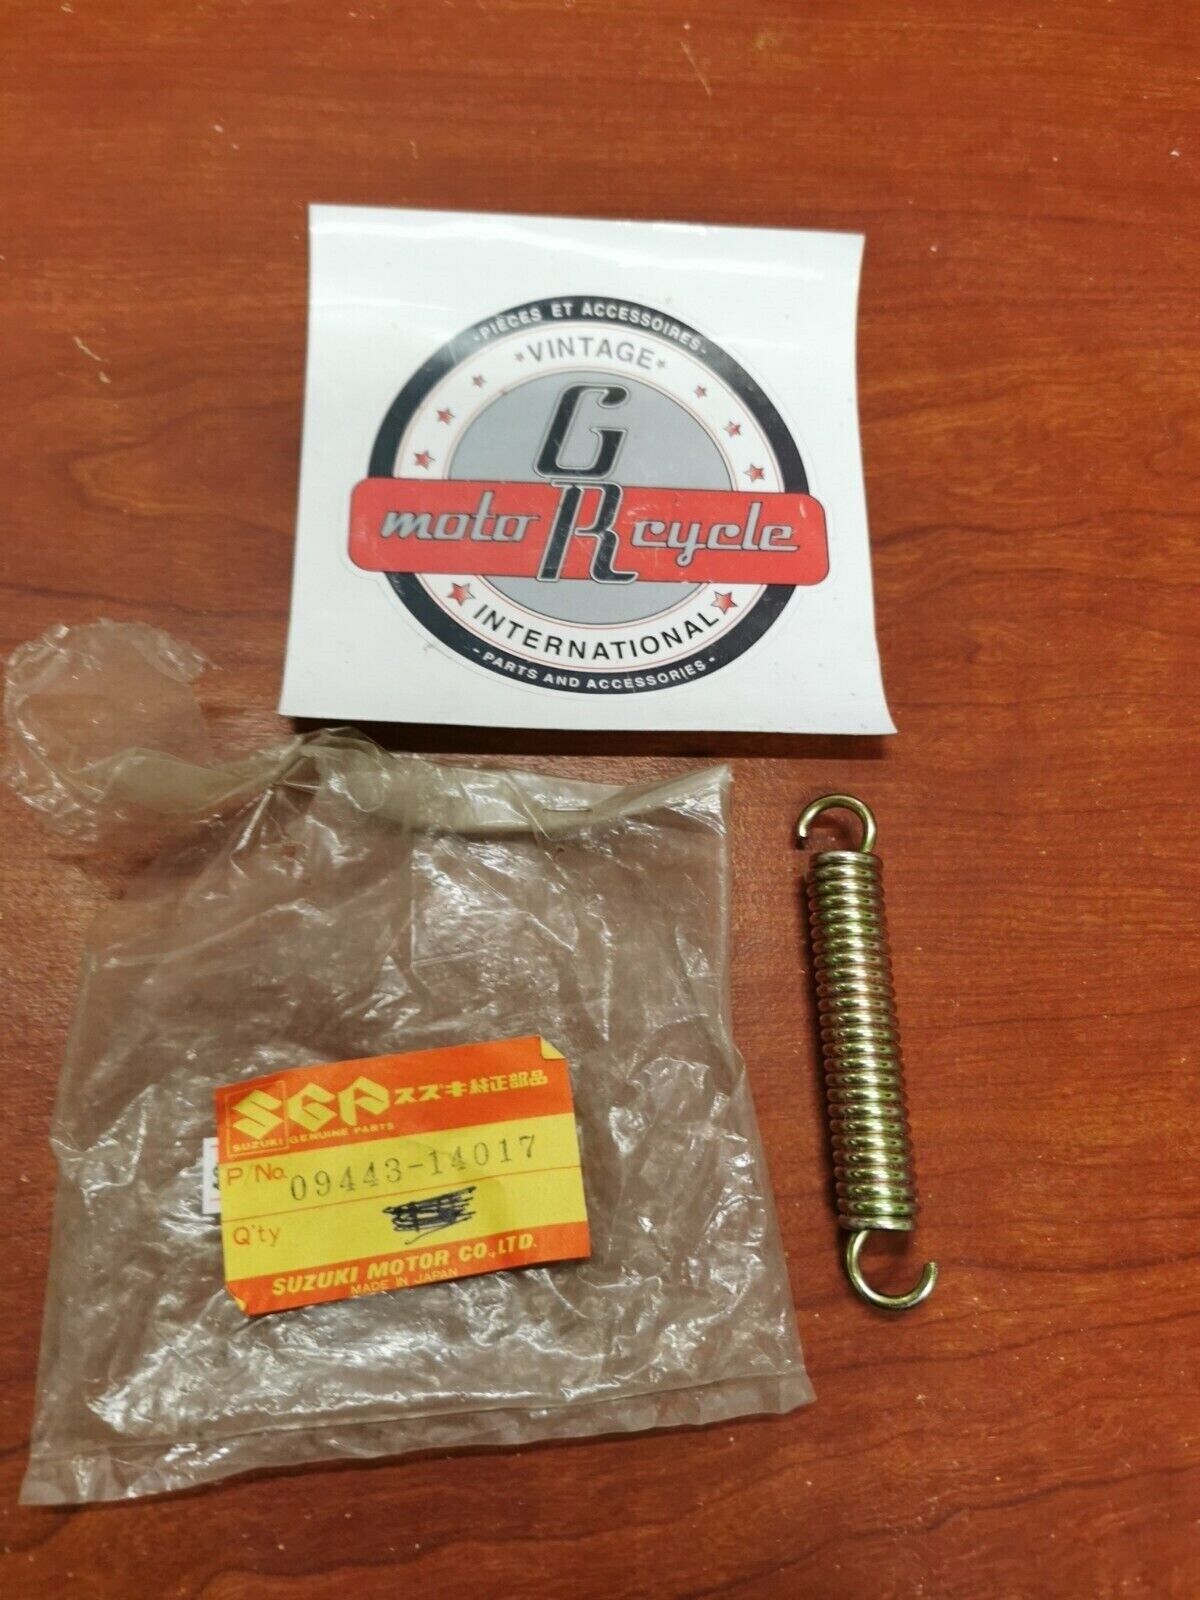 -PIÈCES ET ACCESSOIRES-
VINTAGE
GR
moto cycle
INTERNATIONAL
-PARTS AND ACCESSORIES-
SGP スズキ純正部品
SUZUKI GENUINE PARTS
P/No. 09443-14017
Q'ty
SUZUKI MOTOR CO.,LTD.
MADE IN JAPAN